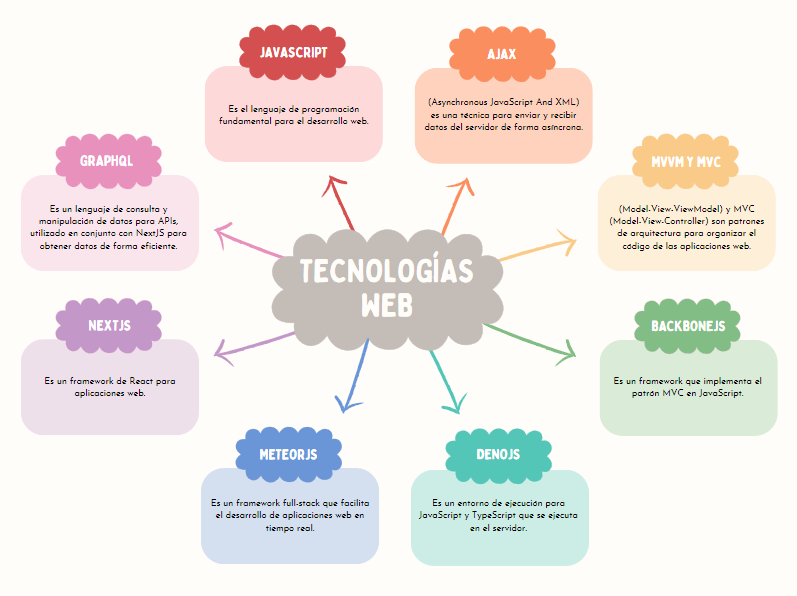 JAVASCRIPT
Es el lenguaje de programación
fundamental para el desarrollo web.
AJAX
(Asynchronous JavaScript And XML)
es una técnica para enviar y recibir
datos del servidor de forma asíncrona.
GRAPHQL
Es un lenguaje de consulta y
manipulación de datos para APIs,
utilizado en conjunto con NextJS para
obtener datos de forma eficiente.
MVVM Y MVC
(Model-View-ViewModel) y MVC
(Model-View-Controller) son patrones
de arquitectura para organizar el
código de las aplicaciones web.
TECNOLOGÍAS
WEB
NEXTJS
Es un framework de React para
aplicaciones web.
BACKBONEJS
Es un framework que implementa el
patrón MVC en JavaScript.
METEORJS
Es un framework full-stack que facilita
el desarrollo de aplicaciones web en
tiempo real.
DENOJS
Es un entorno de ejecución para
JavaScript y TypeScript que se ejecuta
en el servidor.